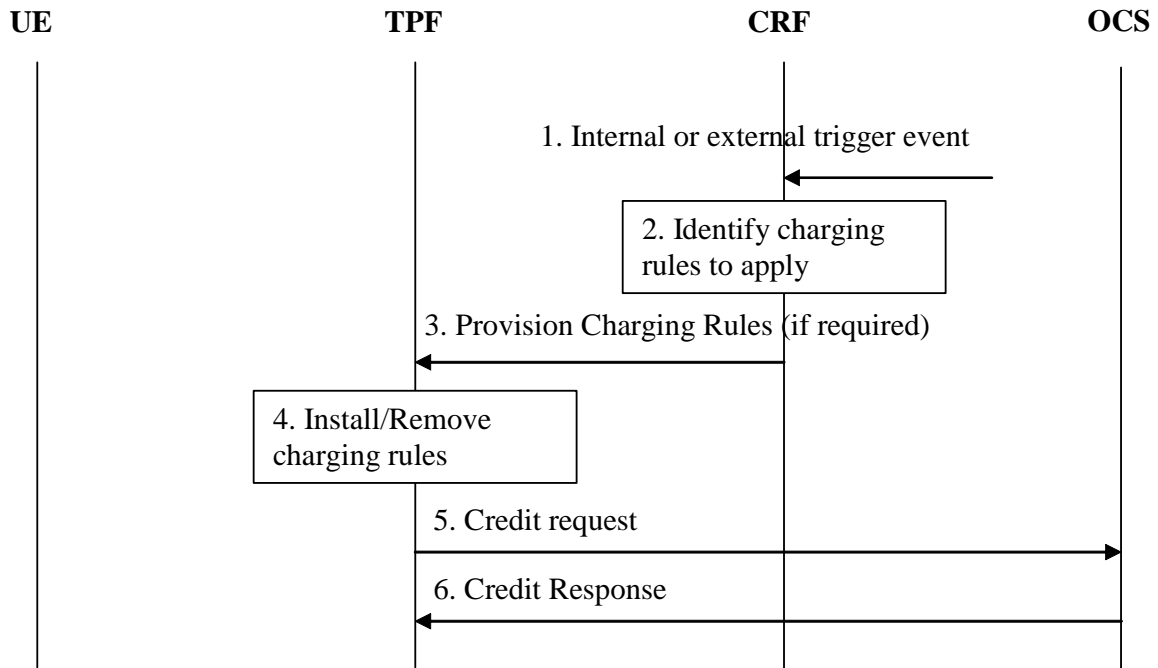 UE TPF CRF OCS
1. Internal or external trigger event
2. Identify charging
rules to apply
3. Provision Charging Rules (if required)
4. Install/Remove
charging rules
5. Credit request
6. Credit Response